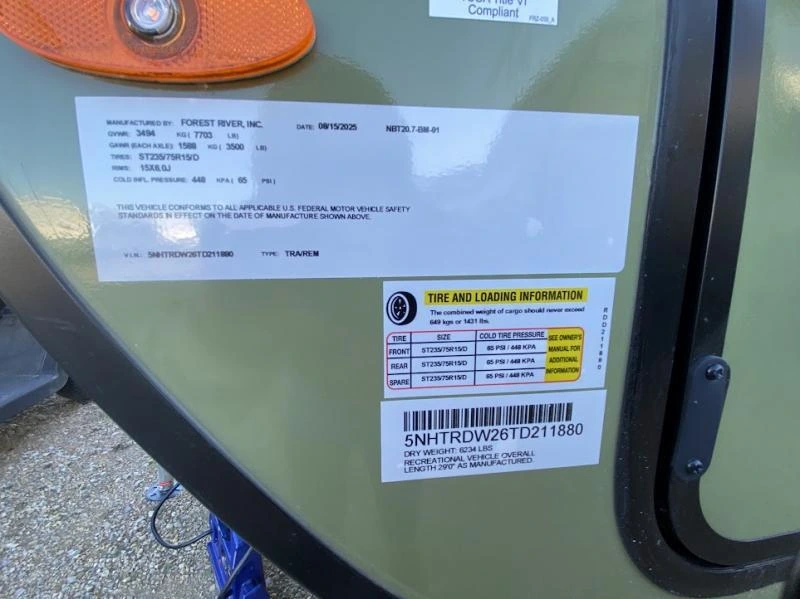 Title VI
Compliant
MANUFACTURED BY: FOREST RIVER, INC. DATE: 08/15/2025 NBT20.7-BM-01
GVWR: 3494 KG ( 7703 LB)
GAWR (EACH AXLE): 1588 KG ( 3500 LB)
TIRES: ST235/75R15/D
RIMS: 15X6.0J
COLD INFL. PRESSURE: 448 KPA ( 65 PSI )
THIS VEHICLE CONFORMS TO ALL APPLICABLE U.S. FEDERAL MOTOR VEHICLE SAFETY
STANDARDS IN EFFECT ON THE DATE OF MANUFACTURE SHOWN ABOVE.
V.I.N.: 5NHTRDW26TD211880 TYPE: TRA/REM
TIRE AND LOADING INFORMATION
The combined weight of cargo should never exceed
649 kgs or 1431 lbs.
TIRE SIZE COLD TIRE PRESSURE
FRONT ST235/75R15/D 65 PSI / 448 KPA
REAR ST235/75R15/D 65 PSI / 448 KPA
SPARE ST235/75R15/D 65 PSI / 448 KPA
SEE OWNER'S
MANUAL FOR
ADDITIONAL
INFORMATION
RDD211880
5NHTRDW26TD211880
DRY WEIGHT: 6234 LBS
RECREATIONAL VEHICLE OVERALL
LENGTH 29'0" AS MANUFACTURED